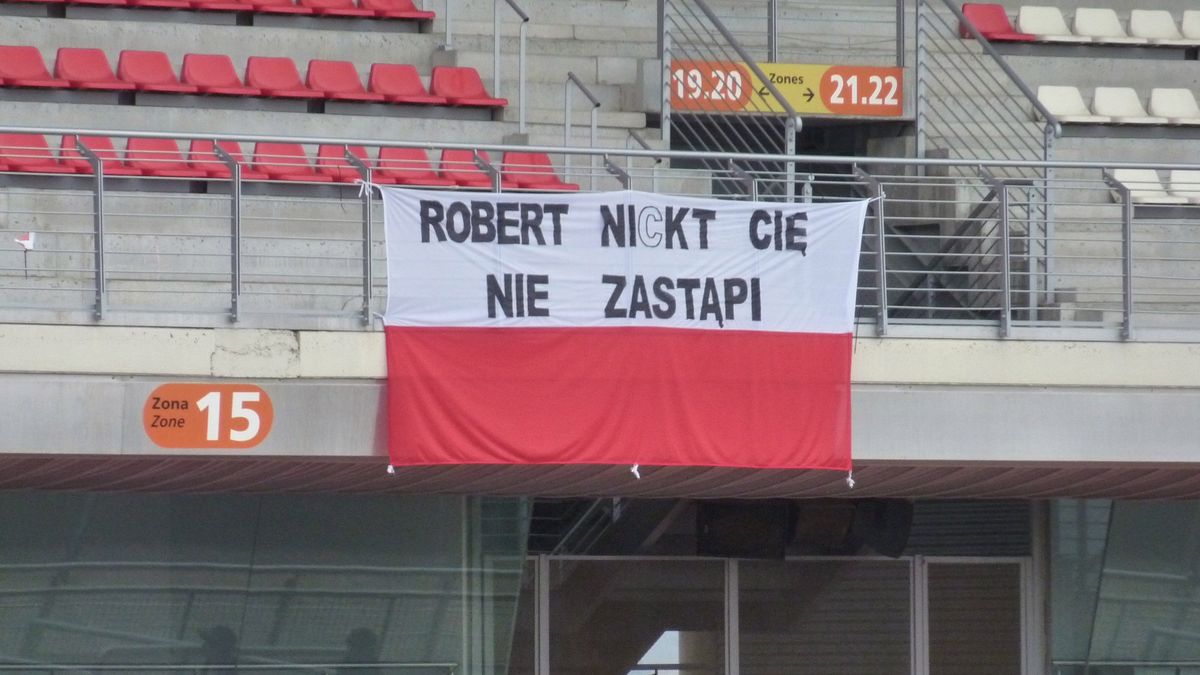 19.20 Zones 21.22
ROBERT NICKT CIĘ
NIE ZASTĄPI
Zona
Zone
15